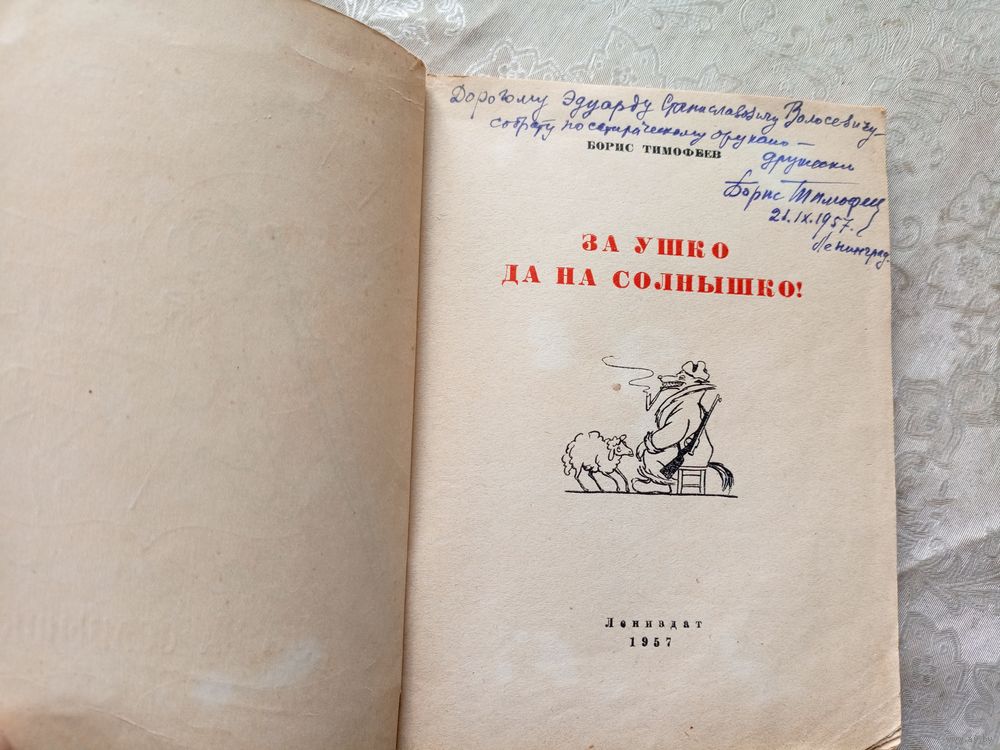 Дорогому Эдуарду Станиславовичу Волосевичу —
собрату по сатирическому оружию —
дружески
Борис Тимофеев
21.IX.1957.
Ленинград.
БОРИС ТИМОФЕЕВ
ЗА УШКО
ДА НА СОЛНЫШКО!
Лениздат
1957